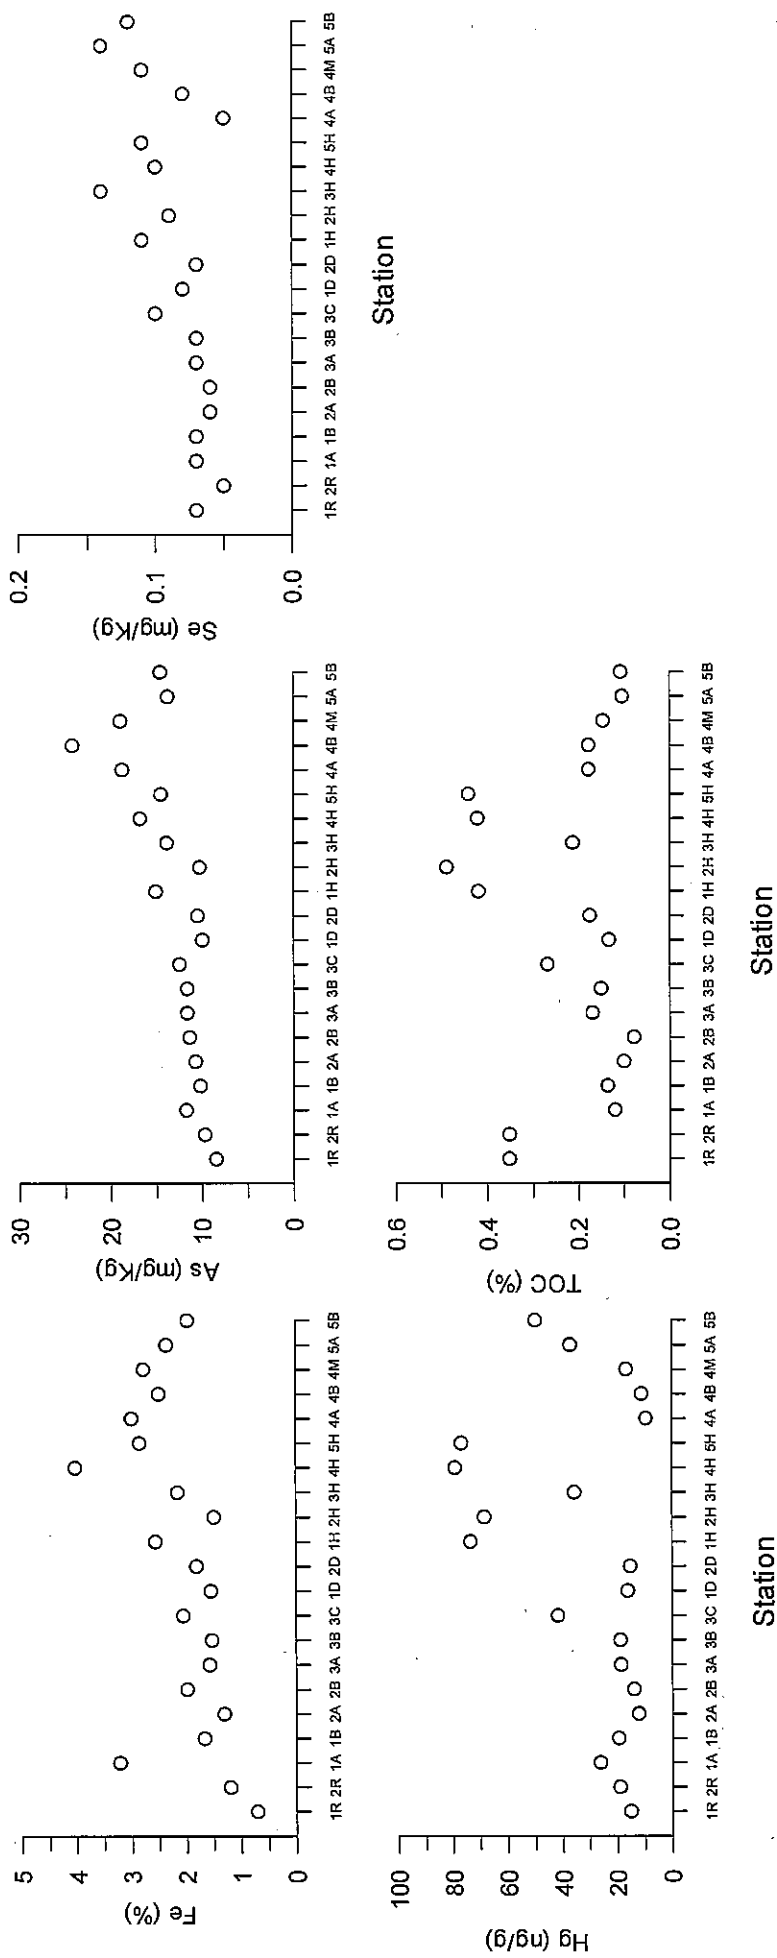 Fe (%)
5
4
3
2
1
0
1R 2R 1A 1B 2A 2B 3A 3B 3C 1D 2D 1H 2H 3H 4H 5H 4A 4B 4M 5A 5B
As (mg/Kg)
30
20
10
0
1R 2R 1A 1B 2A 2B 3A 3B 3C 1D 2D 1H 2H 3H 4H 5H 4A 4B 4M 5A 5B
Se (mg/Kg)
0.2
0.1
0.0
1R 2R 1A 1B 2A 2B 3A 3B 3C 1D 2D 1H 2H 3H 4H 5H 4A 4B 4M 5A 5B
Station
Hg (ng/g)
100
80
60
40
20
0
1R 2R 1A 1B 2A 2B 3A 3B 3C 1D 2D 1H 2H 3H 4H 5H 4A 4B 4M 5A 5B
Station
TOC (%)
0.6
0.4
0.2
0.0
1R 2R 1A 1B 2A 2B 3A 3B 3C 1D 2D 1H 2H 3H 4H 5H 4A 4B 4M 5A 5B
Station